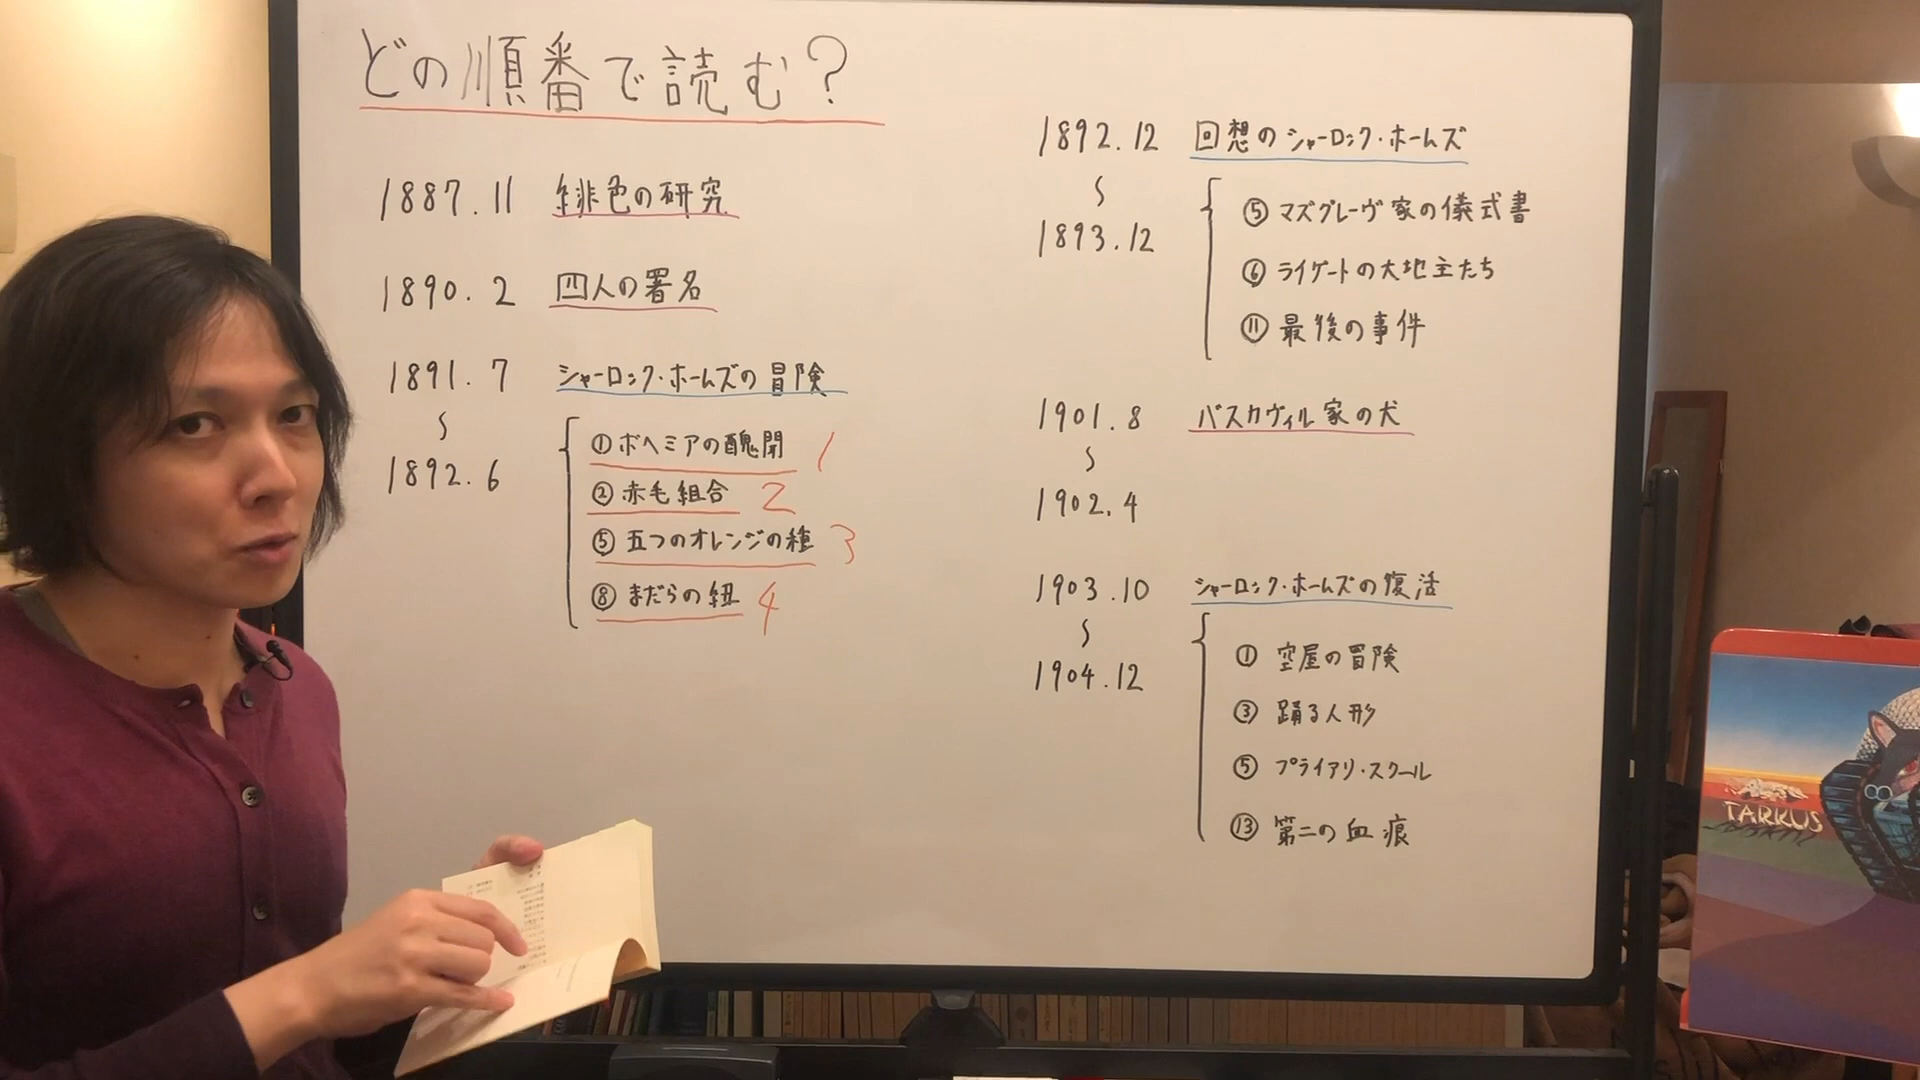 どの順番で読む?
1887.11 緋色の研究
1890.2 四人の署名
1891.7 シャーロック・ホームズの冒険
〜
1892.6
①ボヘミアの醜聞 1
②赤毛組合 2
⑤五つのオレンジの種 3
⑧まだらの紐 4
1892.12 回想のシャーロック・ホームズ
〜
1893.12
⑤マズグレーヴ家の儀式書
⑥ライゲートの大地主たち
⑪最後の事件
1901.8 バスカヴィル家の犬
〜
1902.4
1903.10 シャーロック・ホームズの復活
〜
1904.12
①空屋の冒険
③踊る人形
⑤プライアリ・スクール
⑬第二の血痕
TARKUS